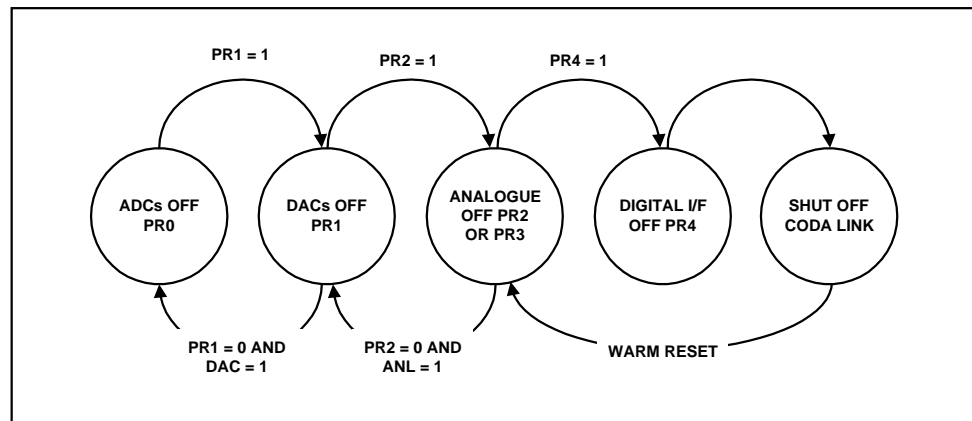 PR1 = 1
PR2 = 1
PR4 = 1
ADCs OFF
PR0
DACs OFF
PR1
ANALOGUE
OFF PR2
OR PR3
DIGITAL I/F
OFF PR4
SHUT OFF
CODA LINK
PR1 = 0 AND
DAC = 1
PR2 = 0 AND
ANL = 1
WARM RESET